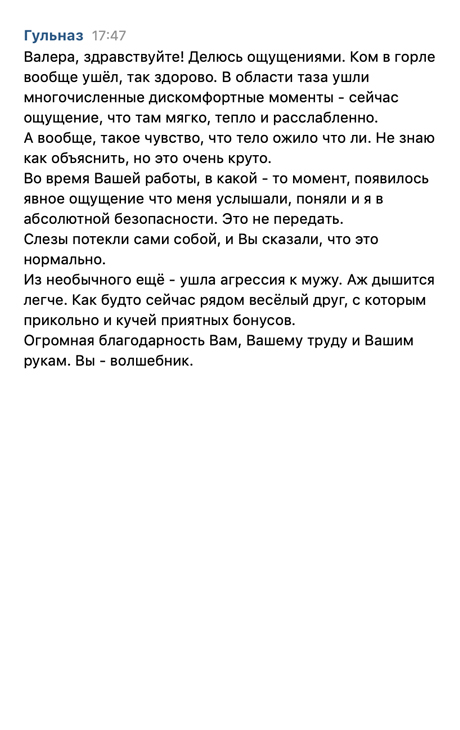 Гульназ 17:47
Валера, здравствуйте! Делюсь ощущениями. Ком в горле
вообще ушёл, так здорово. В области таза ушли
многочисленные дискомфортные моменты - сейчас
ощущение, что там мягко, тепло и расслабленно.
А вообще, такое чувство, что тело ожило что ли. Не знаю
как объяснить, но это очень круто.
Во время Вашей работы, в какой - то момент, появилось
явное ощущение что меня услышали, поняли и я в
абсолютной безопасности. Это не передать.
Слезы потекли сами собой, и Вы сказали, что это
нормально.
Из необычного ещё - ушла агрессия к мужу. Аж дышится
легче. Как будто сейчас рядом весёлый друг, с которым
прикольно и кучей приятных бонусов.
Огромная благодарность Вам, Вашему труду и Вашим
рукам. Вы - волшебник.